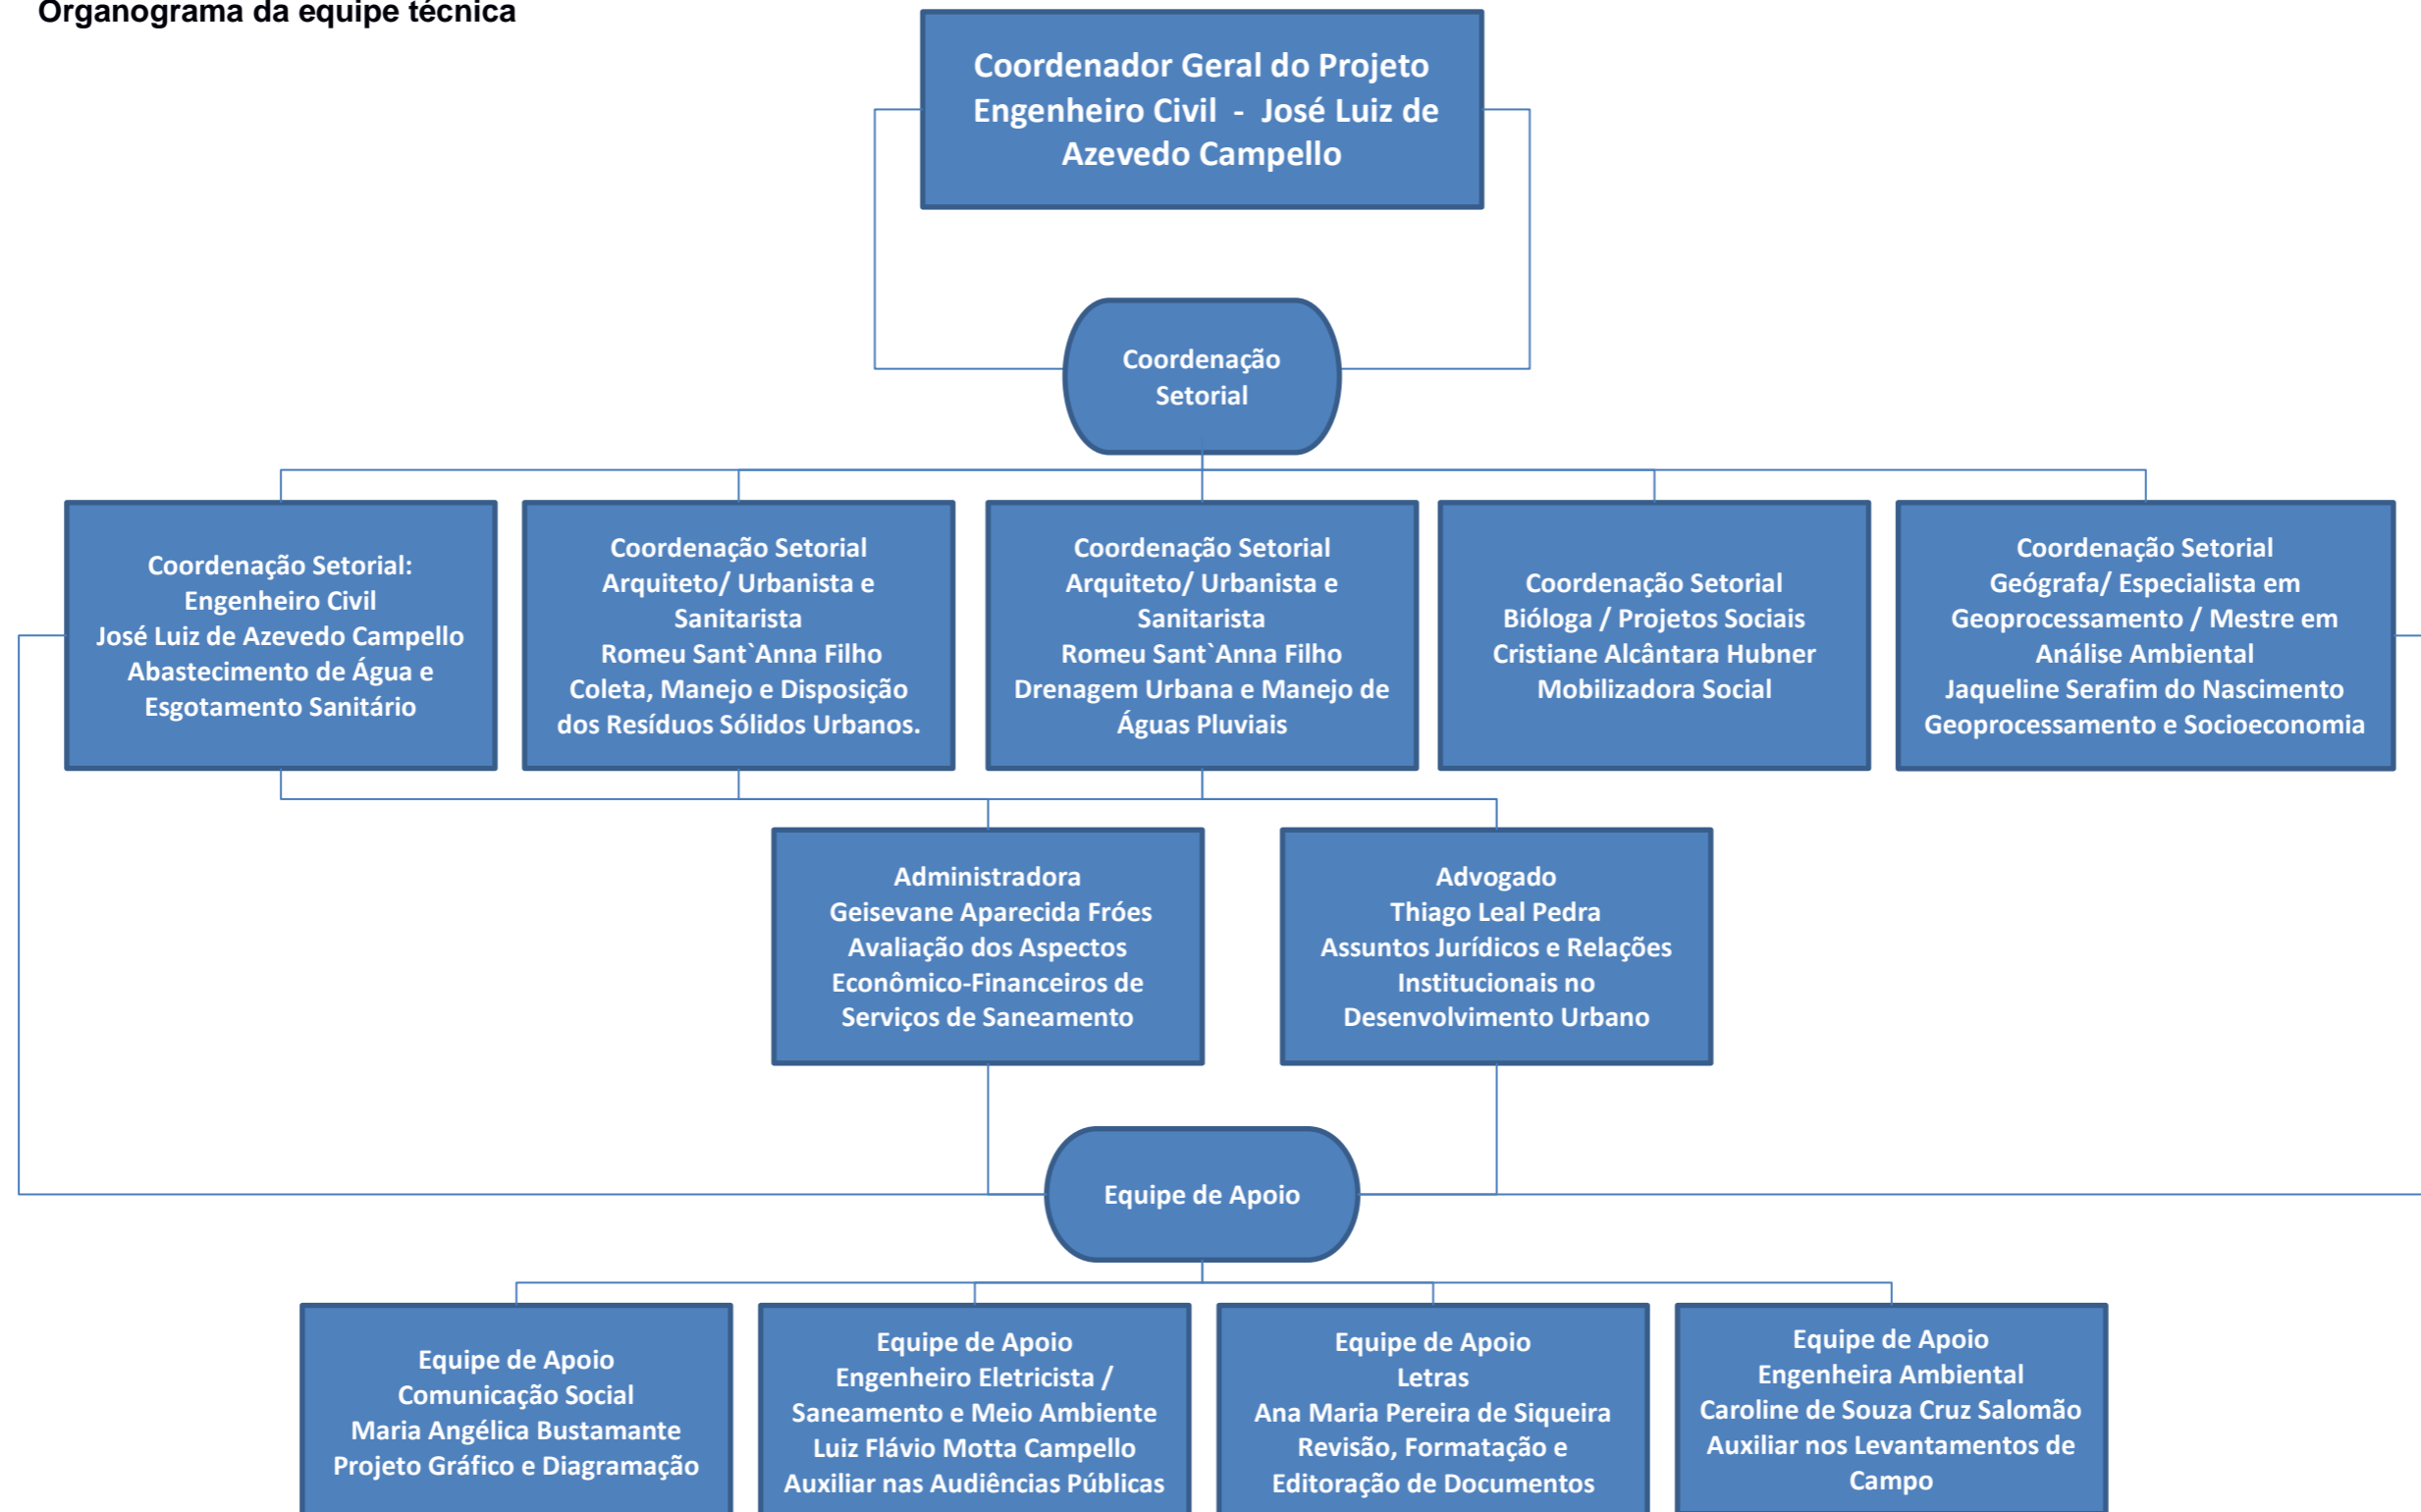 Organograma da equipe técnica
Coordenador Geral do Projeto
Engenheiro Civil - José Luiz de
Azevedo Campello
Coordenação
Setorial
Coordenação Setorial:
Engenheiro Civil
José Luiz de Azevedo Campello
Abastecimento de Água e
Esgotamento Sanitário
Coordenação Setorial
Arquiteto/ Urbanista e
Sanitarista
Romeu Sant`Anna Filho
Coleta, Manejo e Disposição
dos Resíduos Sólidos Urbanos.
Coordenação Setorial
Arquiteto/ Urbanista e
Sanitarista
Romeu Sant`Anna Filho
Drenagem Urbana e Manejo de
Águas Pluviais
Coordenação Setorial
Bióloga / Projetos Sociais
Cristiane Alcântara Hubner
Mobilizadora Social
Coordenação Setorial
Geógrafa/ Especialista em
Geoprocessamento / Mestre em
Análise Ambiental
Jaqueline Serafim do Nascimento
Geoprocessamento e Socioeconomia
Administradora
Geisevane Aparecida Fróes
Avaliação dos Aspectos
Econômico-Financeiros de
Serviços de Saneamento
Advogado
Thiago Leal Pedra
Assuntos Jurídicos e Relações
Institucionais no
Desenvolvimento Urbano
Equipe de Apoio
Equipe de Apoio
Comunicação Social
Maria Angélica Bustamante
Projeto Gráfico e Diagramação
Equipe de Apoio
Engenheiro Eletricista /
Saneamento e Meio Ambiente
Luiz Flávio Motta Campello
Auxiliar nas Audiências Públicas
Equipe de Apoio
Letras
Ana Maria Pereira de Siqueira
Revisão, Formatação e
Editoração de Documentos
Equipe de Apoio
Engenheira Ambiental
Caroline de Souza Cruz Salomão
Auxiliar nos Levantamentos de
Campo